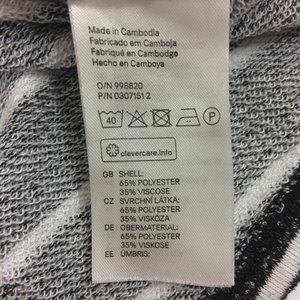 Made in Cambodia
Fabricado em Camboja
Fabriqué en Cambodge
Hecho en Camboya
O/N 998820
P/N 0307151 2
40
P
clevercare.info
GB SHELL:
65% POLYESTER
35% VISCOSE
CZ SVRCHNÍ LÁTKA:
65% POLYESTER
35% VISKÓZA
DE OBERMATERIAL:
65% POLYESTER
35% VISKOSE
EE ÜMBRIS: